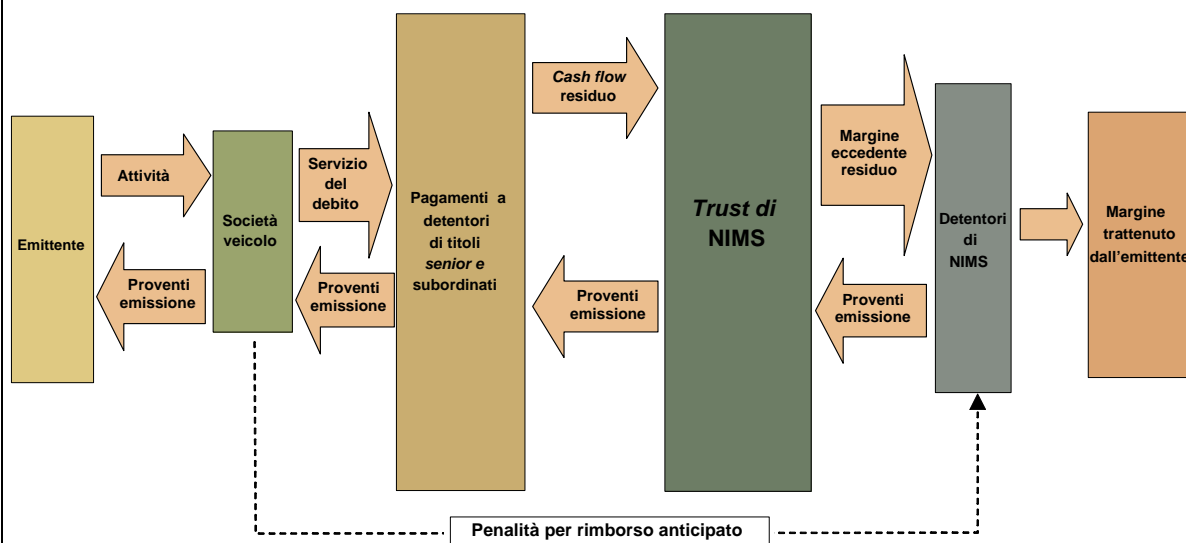 Emittente
Attività
Proventi
emissione
Società
veicolo
Servizio
del
debito
Proventi
emissione
Pagamenti a
detentori
di titoli
senior e
subordinati
Cash flow
residuo
Proventi
emissione
Trust di
NIMS
Margine
eccedente
residuo
Proventi
emissione
Detentori
di
NIMS
Margine
trattenuto
dall'emittente
Penalità per rimborso anticipato